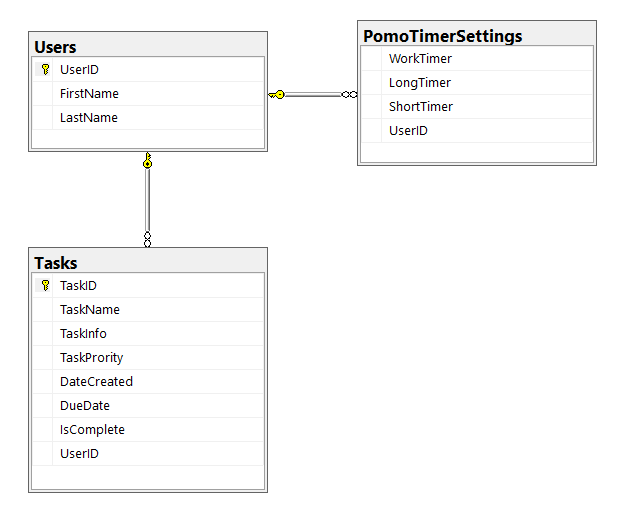 Users
UserID
FirstName
LastName
PomoTimerSettings
WorkTimer
LongTimer
ShortTimer
UserID
Tasks
TaskID
TaskName
TaskInfo
TaskPrority
DateCreated
DueDate
IsComplete
UserID